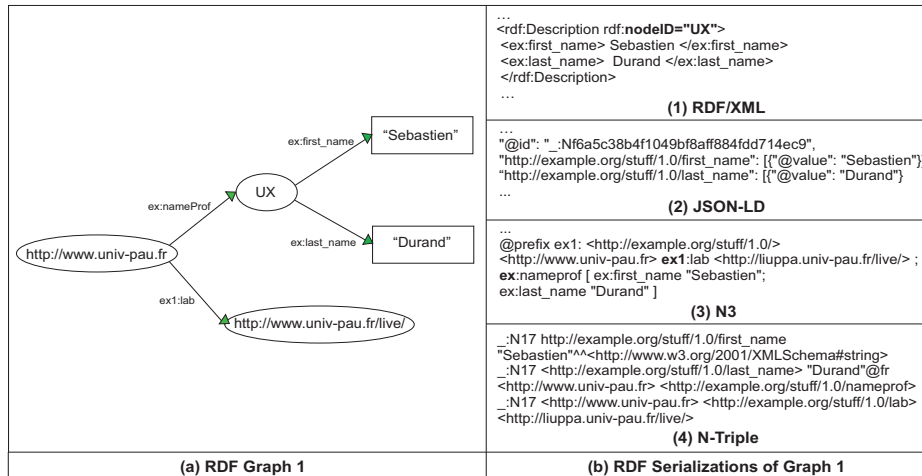 "Sebastien"
ex:first_name
UX
ex:nameProf
ex:last_name
"Durand"
http://www.univ-pau.fr
ex1:lab
http://www.univ-pau.fr/live/
(a) RDF Graph 1
...
<rdf:Description rdf:nodeID="UX">
<ex:first_name> Sebastien </ex:first_name>
<ex:last_name> Durand </ex:last_name>
</rdf:Description>
...
(1) RDF/XML
...
"@id": "_:Nf6a5c38b4f1049bf8aff884fdd714ec9",
"http://example.org/stuff/1.0/first_name": [{"@value": "Sebastien"}
"http://example.org/stuff/1.0/last_name": [{"@value": "Durand"}
...
(2) JSON-LD
...
@prefix ex1: <http://example.org/stuff/1.0/>
<http://www.univ-pau.fr> ex1:lab <http://liuppa.univ-pau.fr/live/> ;
ex:nameprof [ ex:first_name "Sebastien";
ex:last_name "Durand" ]
(3) N3
_:N17 http://example.org/stuff/1.0/first_name
"Sebastien"^^<http://www.w3.org/2001/XMLSchema#string>
_:N17 <http://example.org/stuff/1.0/last_name> "Durand"@fr
<http://www.univ-pau.fr> <http://example.org/stuff/1.0/nameprof>
_:N17 <http://www.univ-pau.fr> <http://example.org/stuff/1.0/lab>
<http://liuppa.univ-pau.fr/live/>
(4) N-Triple
(b) RDF Serializations of Graph 1